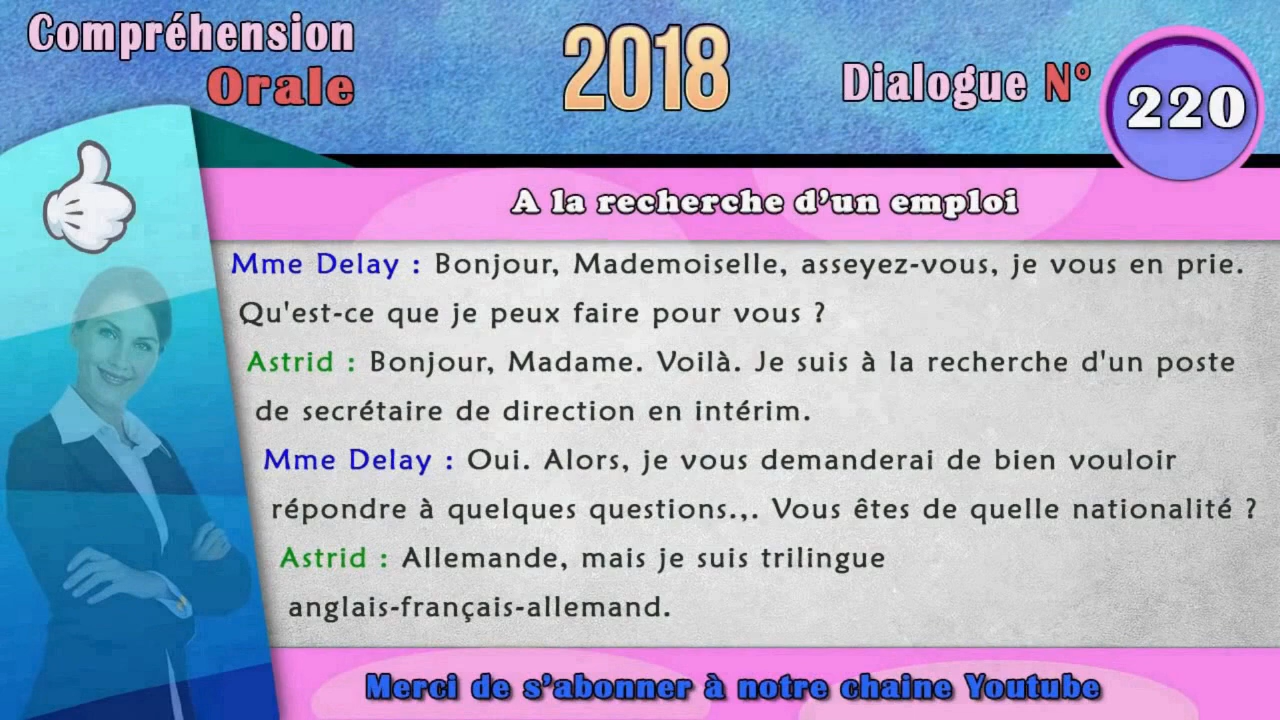 Compréhension
Orale
2018
Dialogue N°
220
A la recherche d'un emploi
Mme Delay : Bonjour, Mademoiselle, asseyez-vous, je vous en prie.
Qu'est-ce que je peux faire pour vous ?
Astrid : Bonjour, Madame. Voilà. Je suis à la recherche d'un poste
de secrétaire de direction en intérim.
Mme Delay : Oui. Alors, je vous demanderai de bien vouloir
répondre à quelques questions.,. Vous êtes de quelle nationalité ?
Astrid : Allemande, mais je suis trilingue
anglais-français-allemand.
Merci de s'abonner à notre chaine Youtube